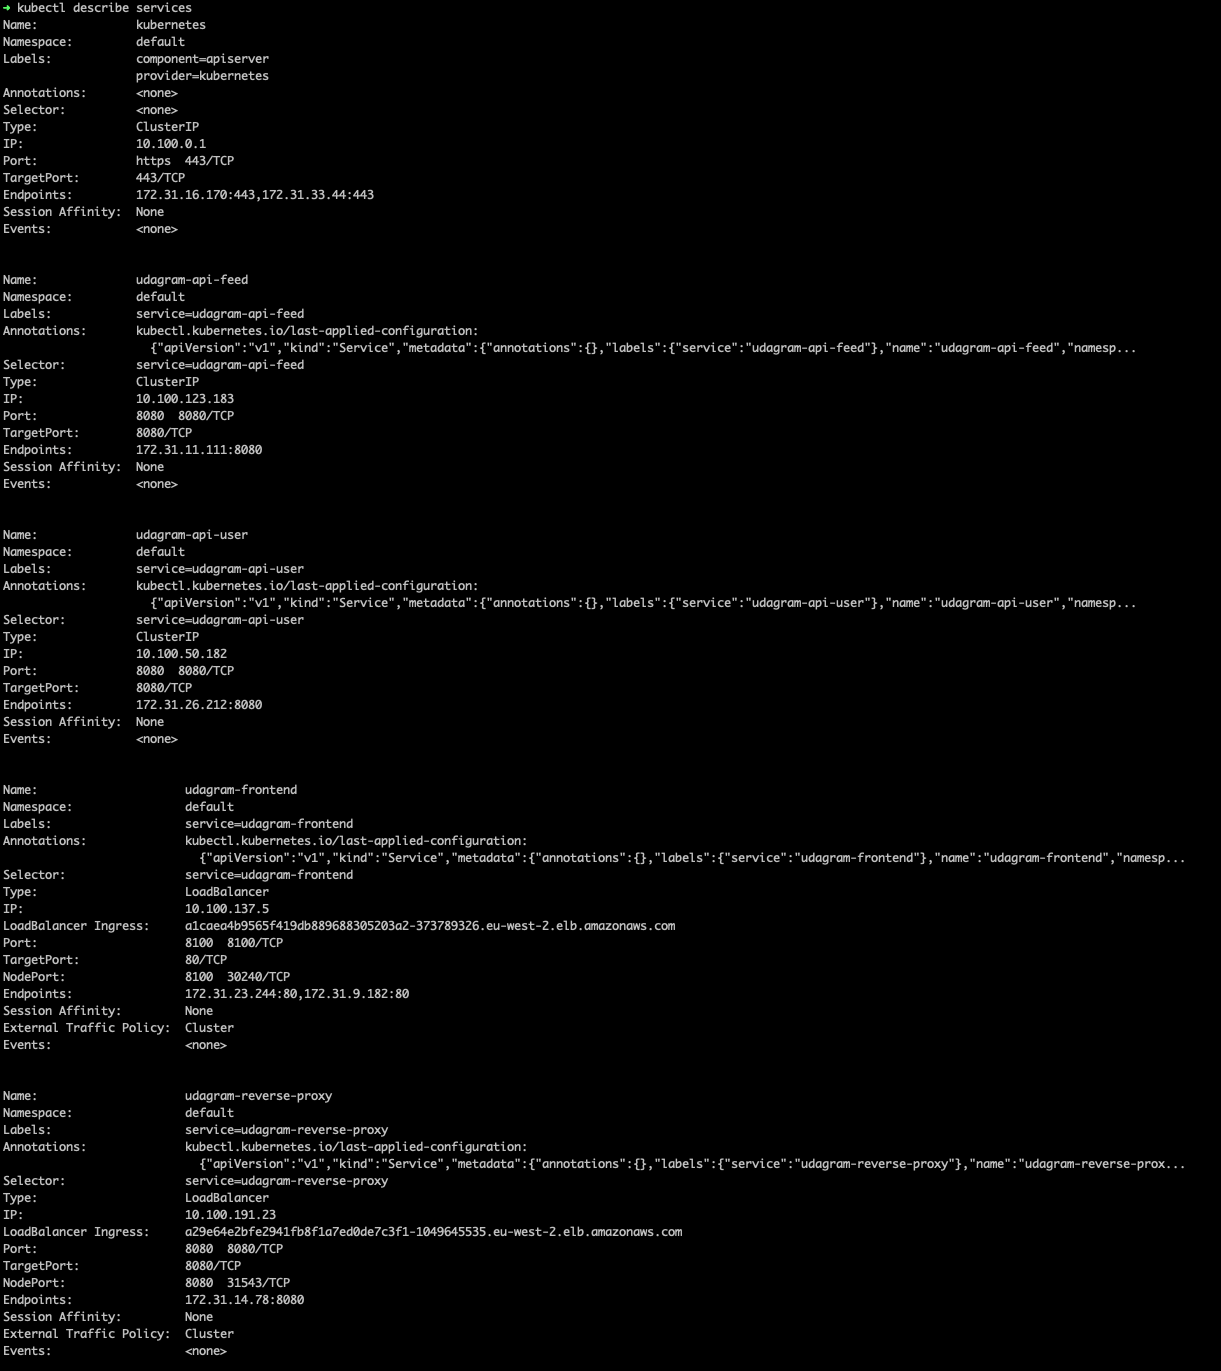 ➜ kubectl describe services
Name:              kubernetes
Namespace:         default
Labels:            component=apiserver
                   provider=kubernetes
Annotations:       <none>
Selector:          <none>
Type:              ClusterIP
IP:                10.100.0.1
Port:              https  443/TCP
TargetPort:        443/TCP
Endpoints:         172.31.16.170:443,172.31.33.44:443
Session Affinity:  None
Events:            <none>


Name:              udagram-api-feed
Namespace:         default
Labels:            service=udagram-api-feed
Annotations:       kubectl.kubernetes.io/last-applied-configuration:
                     {"apiVersion":"v1","kind":"Service","metadata":{"annotations":{},"labels":{"service":"udagram-api-feed"},"name":"udagram-api-feed","namesp...
Selector:          service=udagram-api-feed
Type:              ClusterIP
IP:                10.100.123.183
Port:              8080  8080/TCP
TargetPort:        8080/TCP
Endpoints:         172.31.11.111:8080
Session Affinity:  None
Events:            <none>


Name:              udagram-api-user
Namespace:         default
Labels:            service=udagram-api-user
Annotations:       kubectl.kubernetes.io/last-applied-configuration:
                     {"apiVersion":"v1","kind":"Service","metadata":{"annotations":{},"labels":{"service":"udagram-api-user"},"name":"udagram-api-user","namesp...
Selector:          service=udagram-api-user
Type:              ClusterIP
IP:                10.100.50.182
Port:              8080  8080/TCP
TargetPort:        8080/TCP
Endpoints:         172.31.26.212:8080
Session Affinity:  None
Events:            <none>


Name:                     udagram-frontend
Namespace:                default
Labels:                   service=udagram-frontend
Annotations:              kubectl.kubernetes.io/last-applied-configuration:
                            {"apiVersion":"v1","kind":"Service","metadata":{"annotations":{},"labels":{"service":"udagram-frontend"},"name":"udagram-frontend","namesp...
Selector:                 service=udagram-frontend
Type:                     LoadBalancer
IP:                       10.100.137.5
LoadBalancer Ingress:     a1caea4b9565f419db889688305203a2-373789326.eu-west-2.elb.amazonaws.com
Port:                     8100  8100/TCP
TargetPort:               80/TCP
NodePort:                 8100  30240/TCP
Endpoints:                172.31.23.244:80,172.31.9.182:80
Session Affinity:         None
External Traffic Policy:  Cluster
Events:                   <none>


Name:                     udagram-reverse-proxy
Namespace:                default
Labels:                   service=udagram-reverse-proxy
Annotations:              kubectl.kubernetes.io/last-applied-configuration:
                            {"apiVersion":"v1","kind":"Service","metadata":{"annotations":{},"labels":{"service":"udagram-reverse-proxy"},"name":"udagram-reverse-prox...
Selector:                 service=udagram-reverse-proxy
Type:                     LoadBalancer
IP:                       10.100.191.23
LoadBalancer Ingress:     a29e64e2bfe2941fb8f1a7ed0de7c3f1-1049645535.eu-west-2.elb.amazonaws.com
Port:                     8080  8080/TCP
TargetPort:               8080/TCP
NodePort:                 8080  31543/TCP
Endpoints:                172.31.14.78:8080
Session Affinity:         None
External Traffic Policy:  Cluster
Events:                   <none>